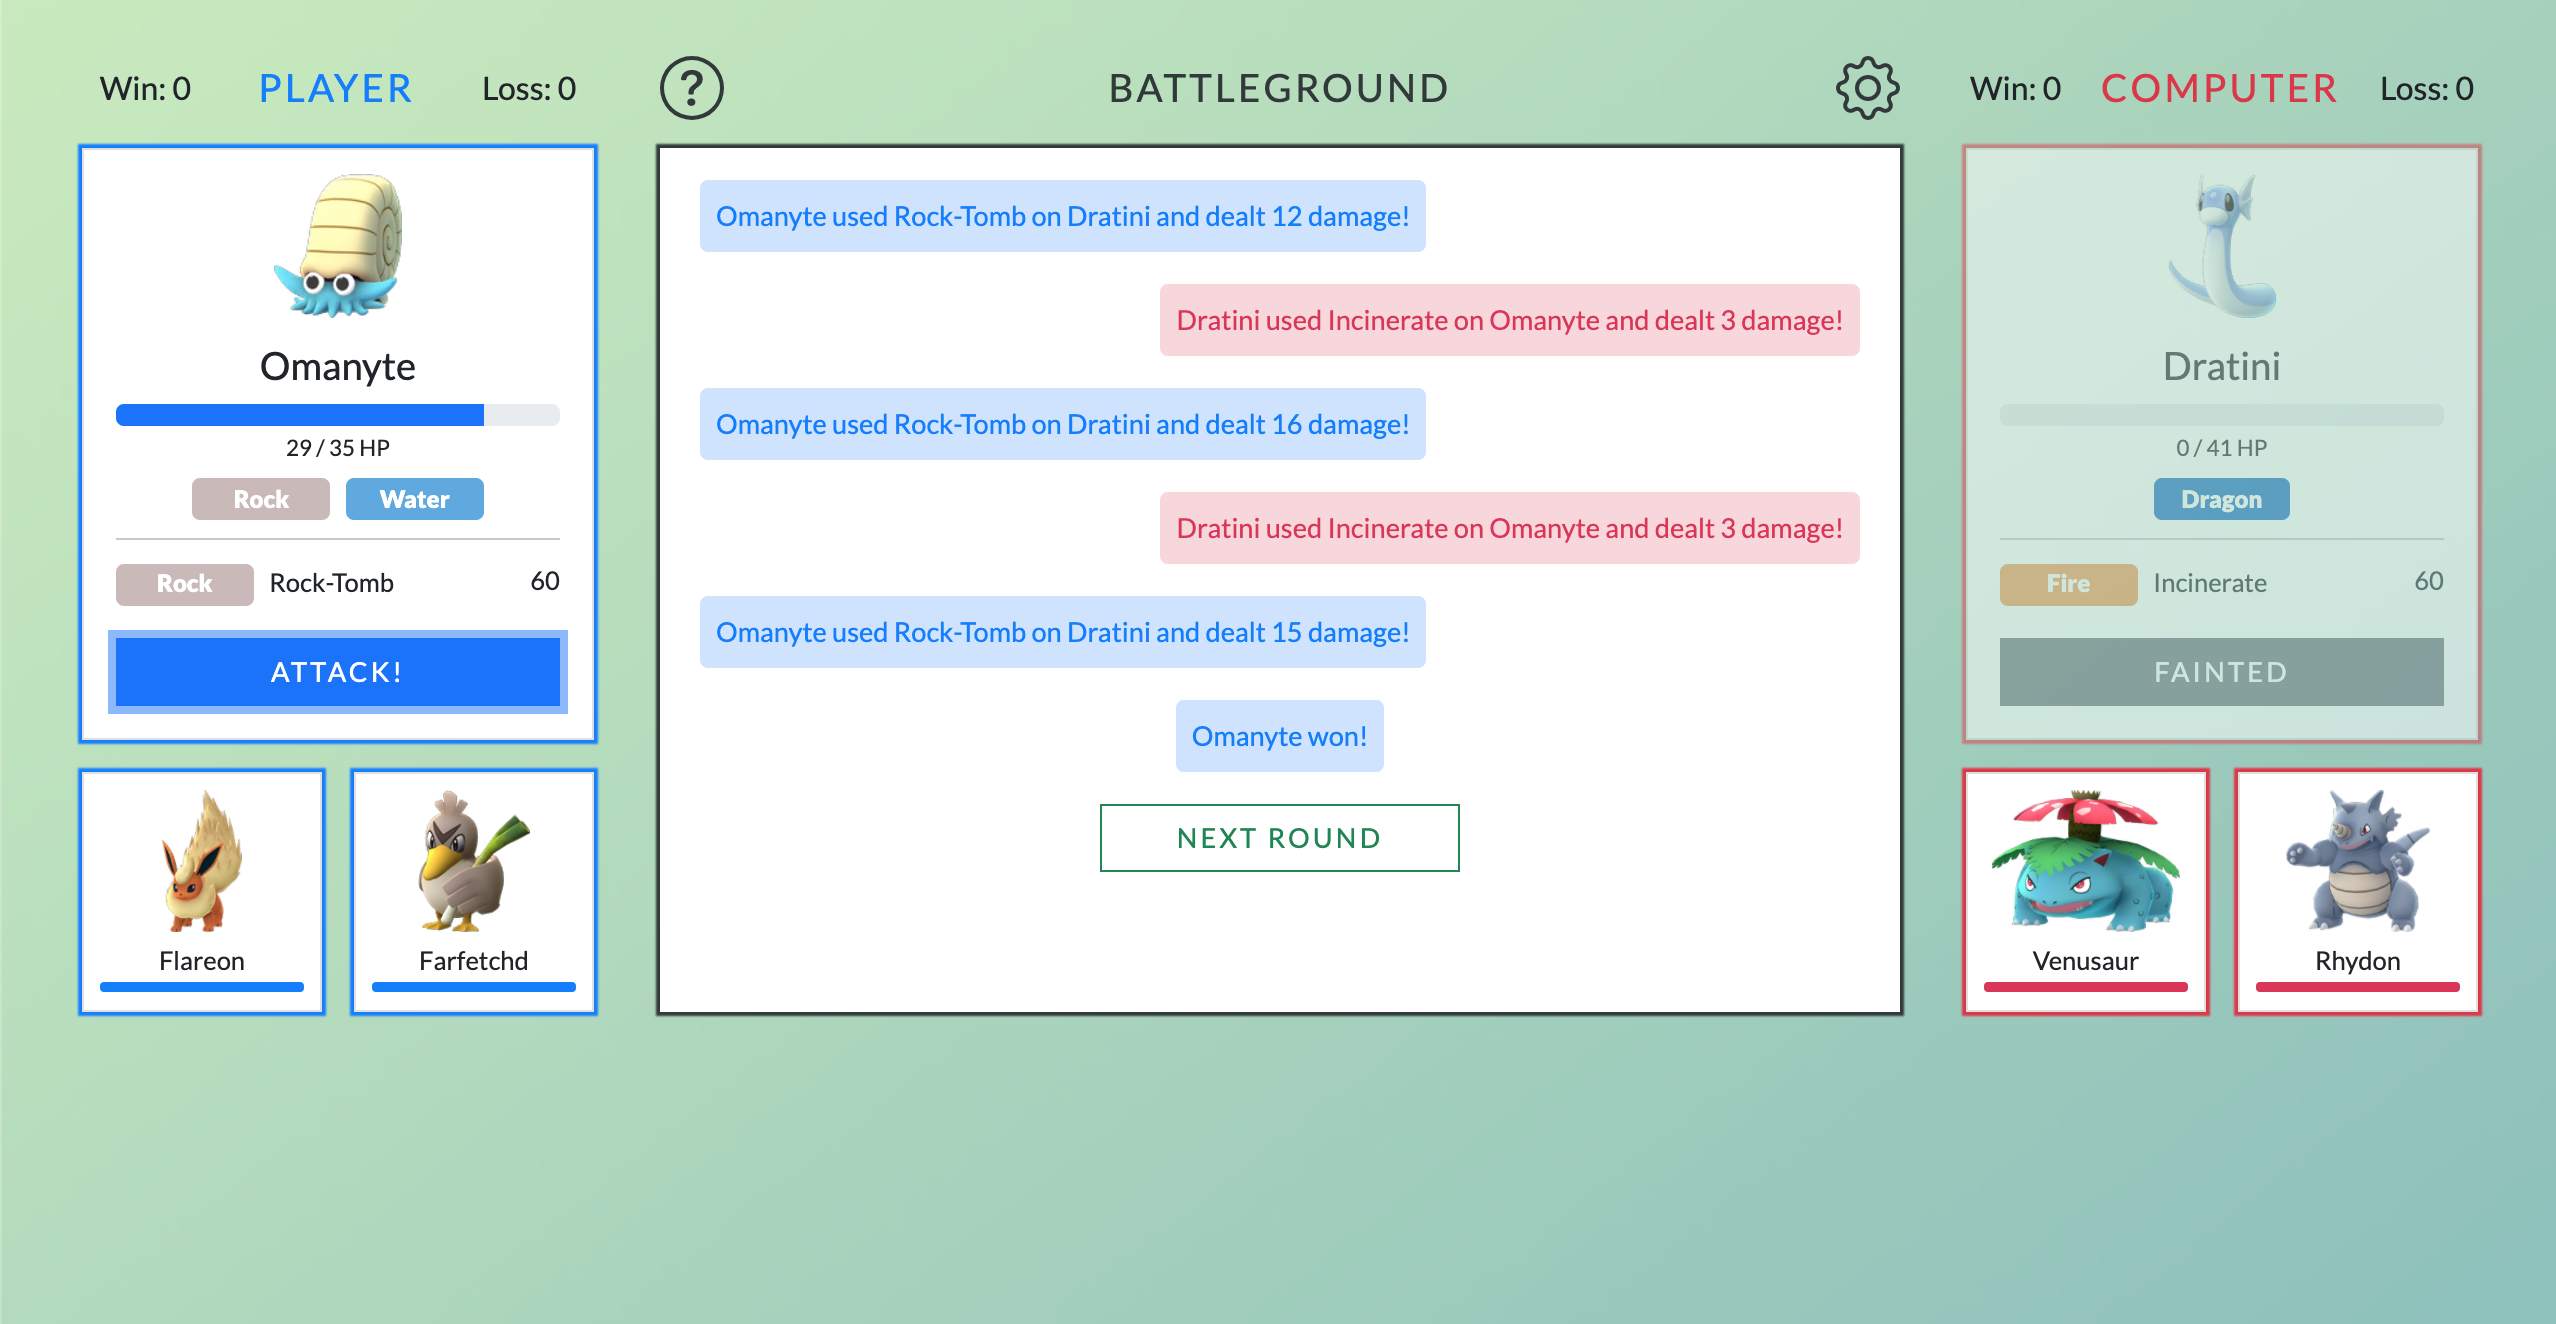 Win: 0 PLAYER Loss: 0
?
BATTLEGROUND
Win: 0 COMPUTER Loss: 0
Omanyte
29 / 35 HP
Rock Water
Rock Rock-Tomb 60
ATTACK!
Flareon
Farfetchd
Omanyte used Rock-Tomb on Dratini and dealt 12 damage!
Dratini used Incinerate on Omanyte and dealt 3 damage!
Omanyte used Rock-Tomb on Dratini and dealt 16 damage!
Dratini used Incinerate on Omanyte and dealt 3 damage!
Omanyte used Rock-Tomb on Dratini and dealt 15 damage!
Omanyte won!
NEXT ROUND
Dratini
0 / 41 HP
Dragon
Fire Incinerate 60
FAINTED
Venusaur
Rhydon